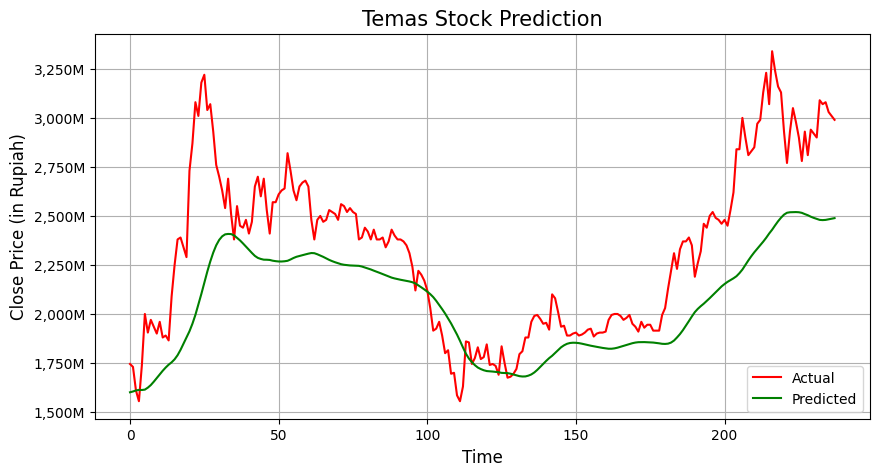 Temas Stock Prediction
Close Price (in Rupiah)
3,250M
3,000M
2,750M
2,500M
2,250M
2,000M
1,750M
1,500M
0 50 100 150 200
Time
Actual
Predicted